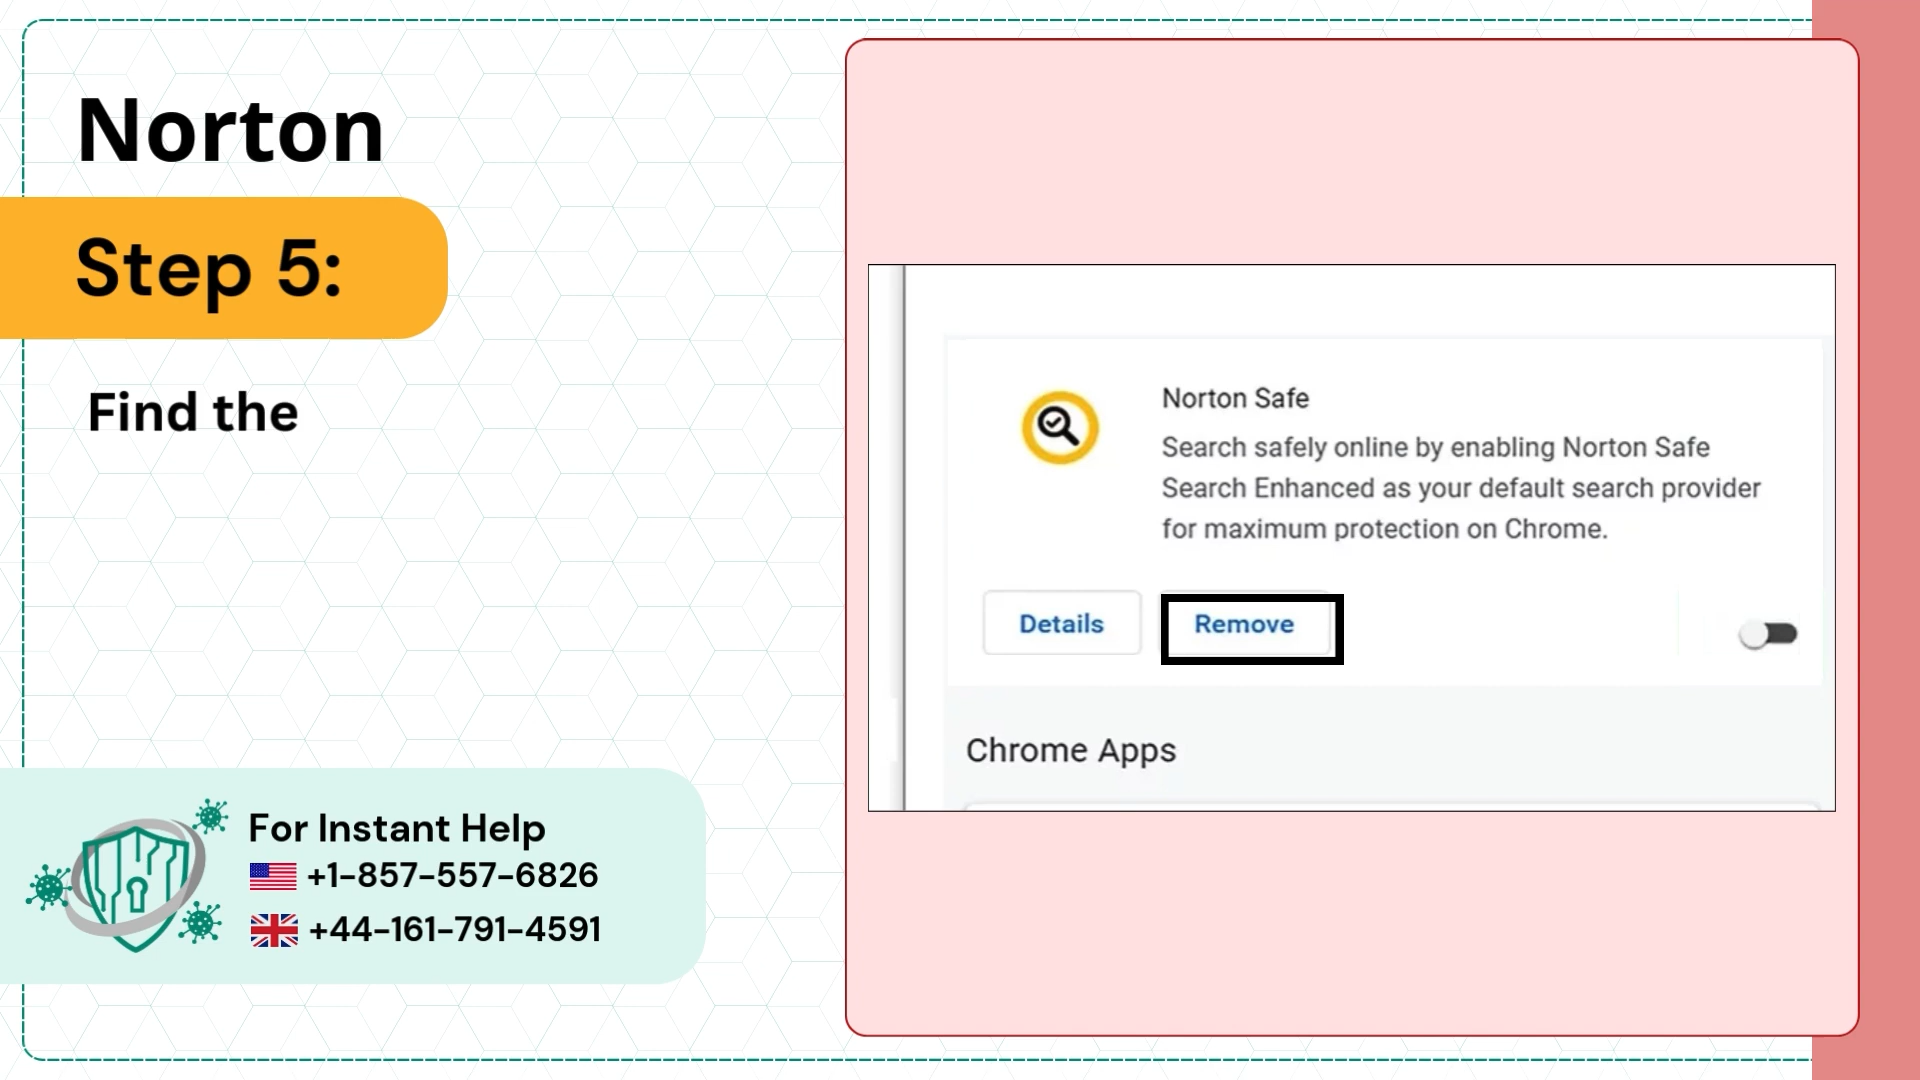 Norton
Step 5:
Find the
For Instant Help
+1-857-557-6826
+44-161-791-4591
Norton Safe
Search safely online by enabling Norton Safe
Search Enhanced as your default search provider
for maximum protection on Chrome.
Details
Remove
Chrome Apps